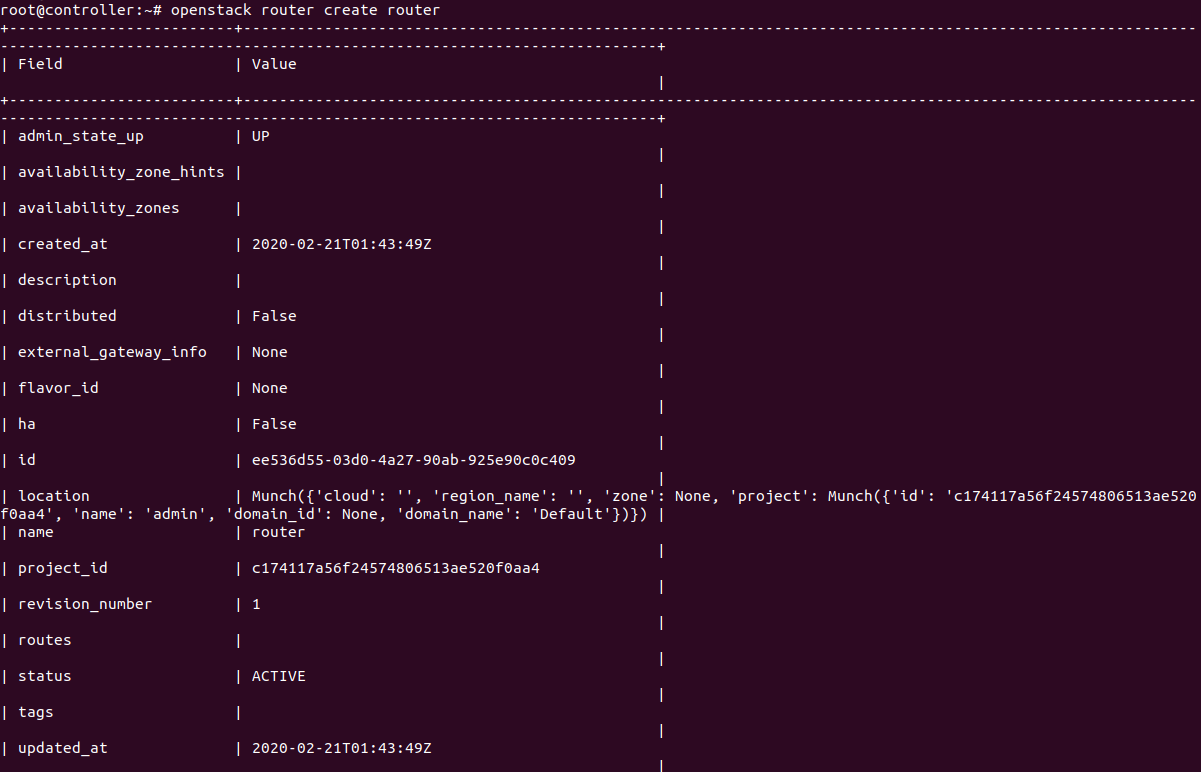 root@controller:~# openstack router create router
+-------------------------+----------------------------------------------------------------------------------------------------------
-------------------------------------------------------------------------+
| Field                   | Value
                                                                         |
+-------------------------+----------------------------------------------------------------------------------------------------------
-------------------------------------------------------------------------+
| admin_state_up          | UP
                                                                         |
| availability_zone_hints |
                                                                         |
| availability_zones      |
                                                                         |
| created_at              | 2020-02-21T01:43:49Z
                                                                         |
| description             |
                                                                         |
| distributed             | False
                                                                         |
| external_gateway_info   | None
                                                                         |
| flavor_id               | None
                                                                         |
| ha                      | False
                                                                         |
| id                      | ee536d55-03d0-4a27-90ab-925e90c0c409
                                                                         |
| location                | Munch({'cloud': '', 'region_name': '', 'zone': None, 'project': Munch({'id': 'c174117a56f24574806513ae520
f0aa4', 'name': 'admin', 'domain_id': None, 'domain_name': 'Default'})}) |
| name                    | router
                                                                         |
| project_id              | c174117a56f24574806513ae520f0aa4
                                                                         |
| revision_number         | 1
                                                                         |
| routes                  |
                                                                         |
| status                  | ACTIVE
                                                                         |
| tags                    |
                                                                         |
| updated_at              | 2020-02-21T01:43:49Z
                                                                         |